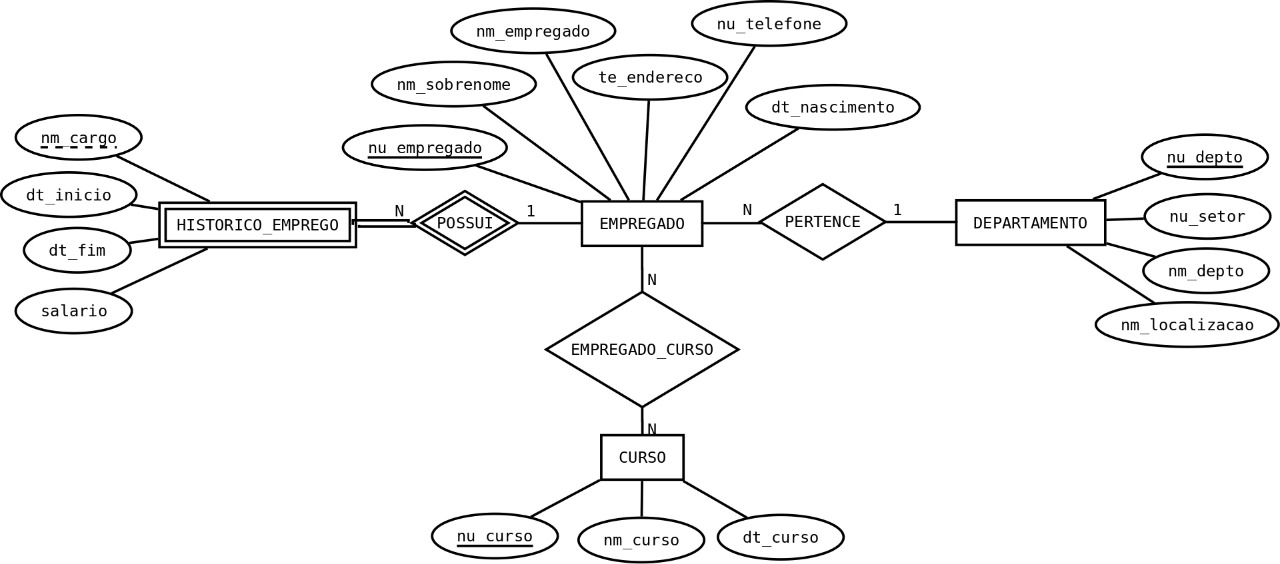 nm_empregado
nu_telefone
nm_sobrenome
te_endereco
dt_nascimento
nu_empregado
nm_cargo
dt_inicio
dt_fim
salario
HISTORICO_EMPREGO
N
POSSUI
1
EMPREGADO
N
PERTENCE
1
DEPARTAMENTO
nu_depto
nu_setor
nm_depto
nm_localizacao
N
EMPREGADO_CURSO
N
CURSO
nu_curso
nm_curso
dt_curso